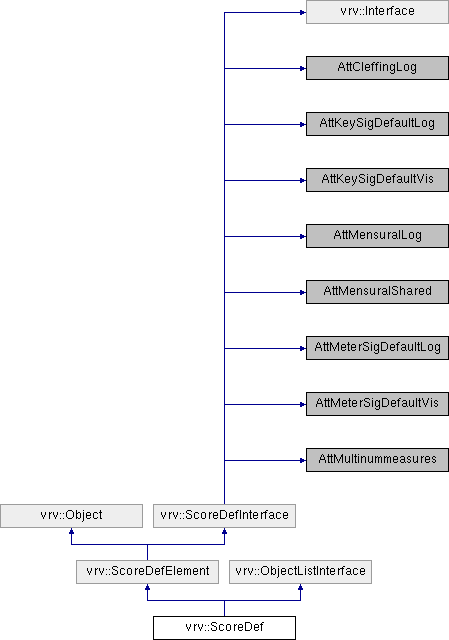 vrv::Interface
AttCleffingLog
AttKeySigDefaultLog
AttKeySigDefaultVis
AttMensuralLog
AttMensuralShared
AttMeterSigDefaultLog
AttMeterSigDefaultVis
AttMultinummeasures
vrv::Object
vrv::ScoreDefInterface
vrv::ScoreDefElement
vrv::ObjectListInterface
vrv::ScoreDef